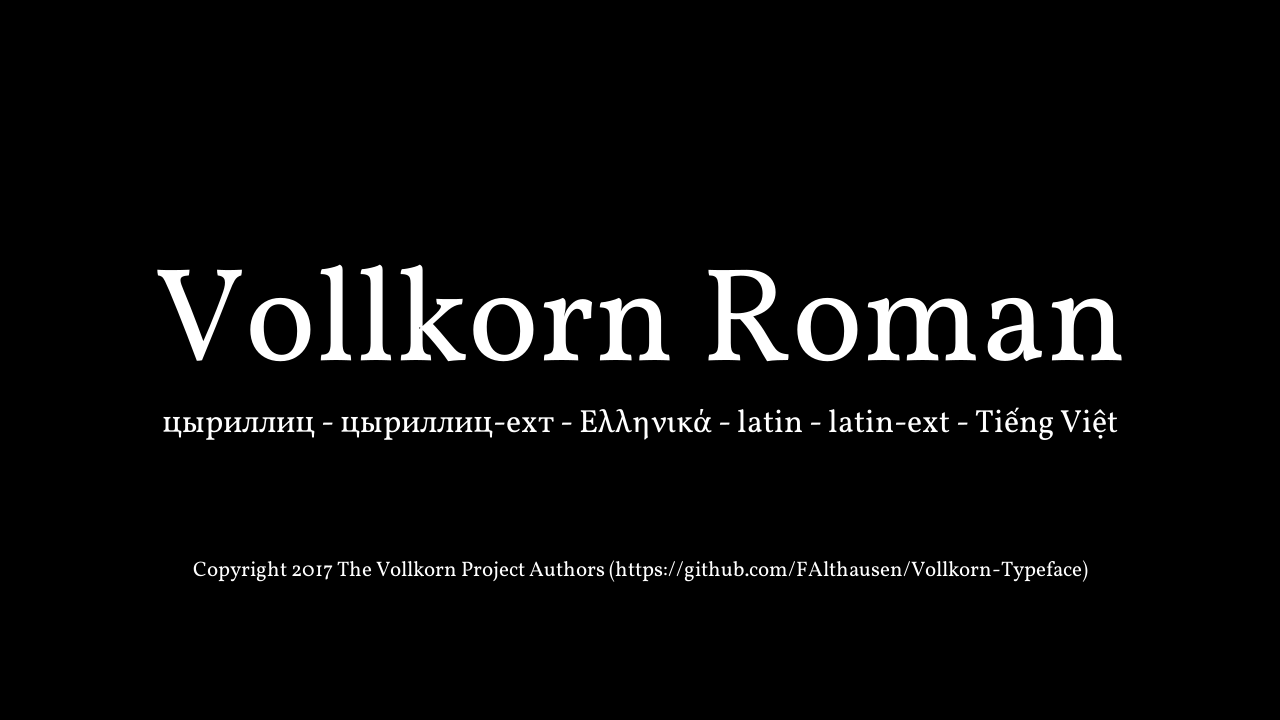 Vollkorn Roman
цыриллиц - цыриллиц-ехт - Ελληνικά - latin - latin-ext - Tiếng Việt
Copyright 2017 The Vollkorn Project Authors (https://github.com/FAlthausen/Vollkorn-Typeface)